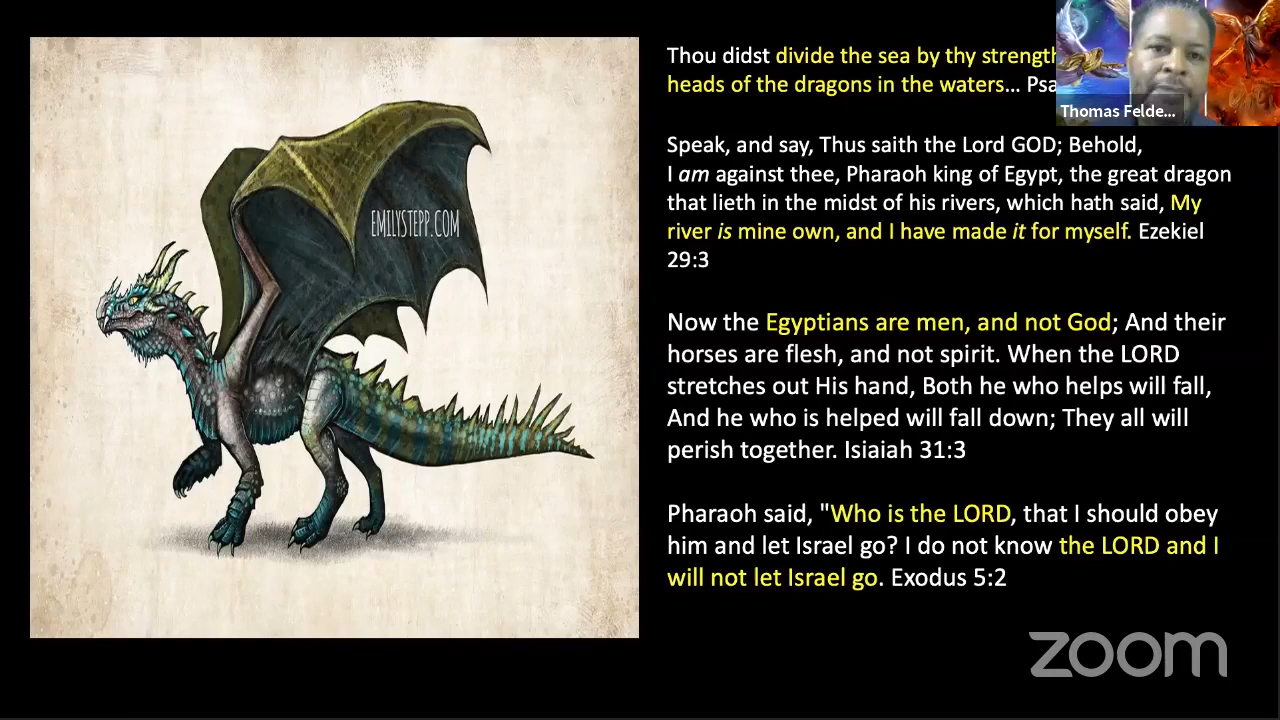 Thou didst divide the sea by thy strength
heads of the dragons in the waters… Psa
Thomas Felde...
Speak, and say, Thus saith the Lord GOD; Behold,
I am against thee, Pharaoh king of Egypt, the great dragon
that lieth in the midst of his rivers, which hath said, My
river is mine own, and I have made it for myself. Ezekiel
29:3
EMILYSTEPP.COM
Now the Egyptians are men, and not God; And their
horses are flesh, and not spirit. When the LORD
stretches out His hand, Both he who helps will fall,
And he who is helped will fall down; They all will
perish together. Isiaiah 31:3
Pharaoh said, "Who is the LORD, that I should obey
him and let Israel go? I do not know the LORD and I
will not let Israel go. Exodus 5:2
zoom